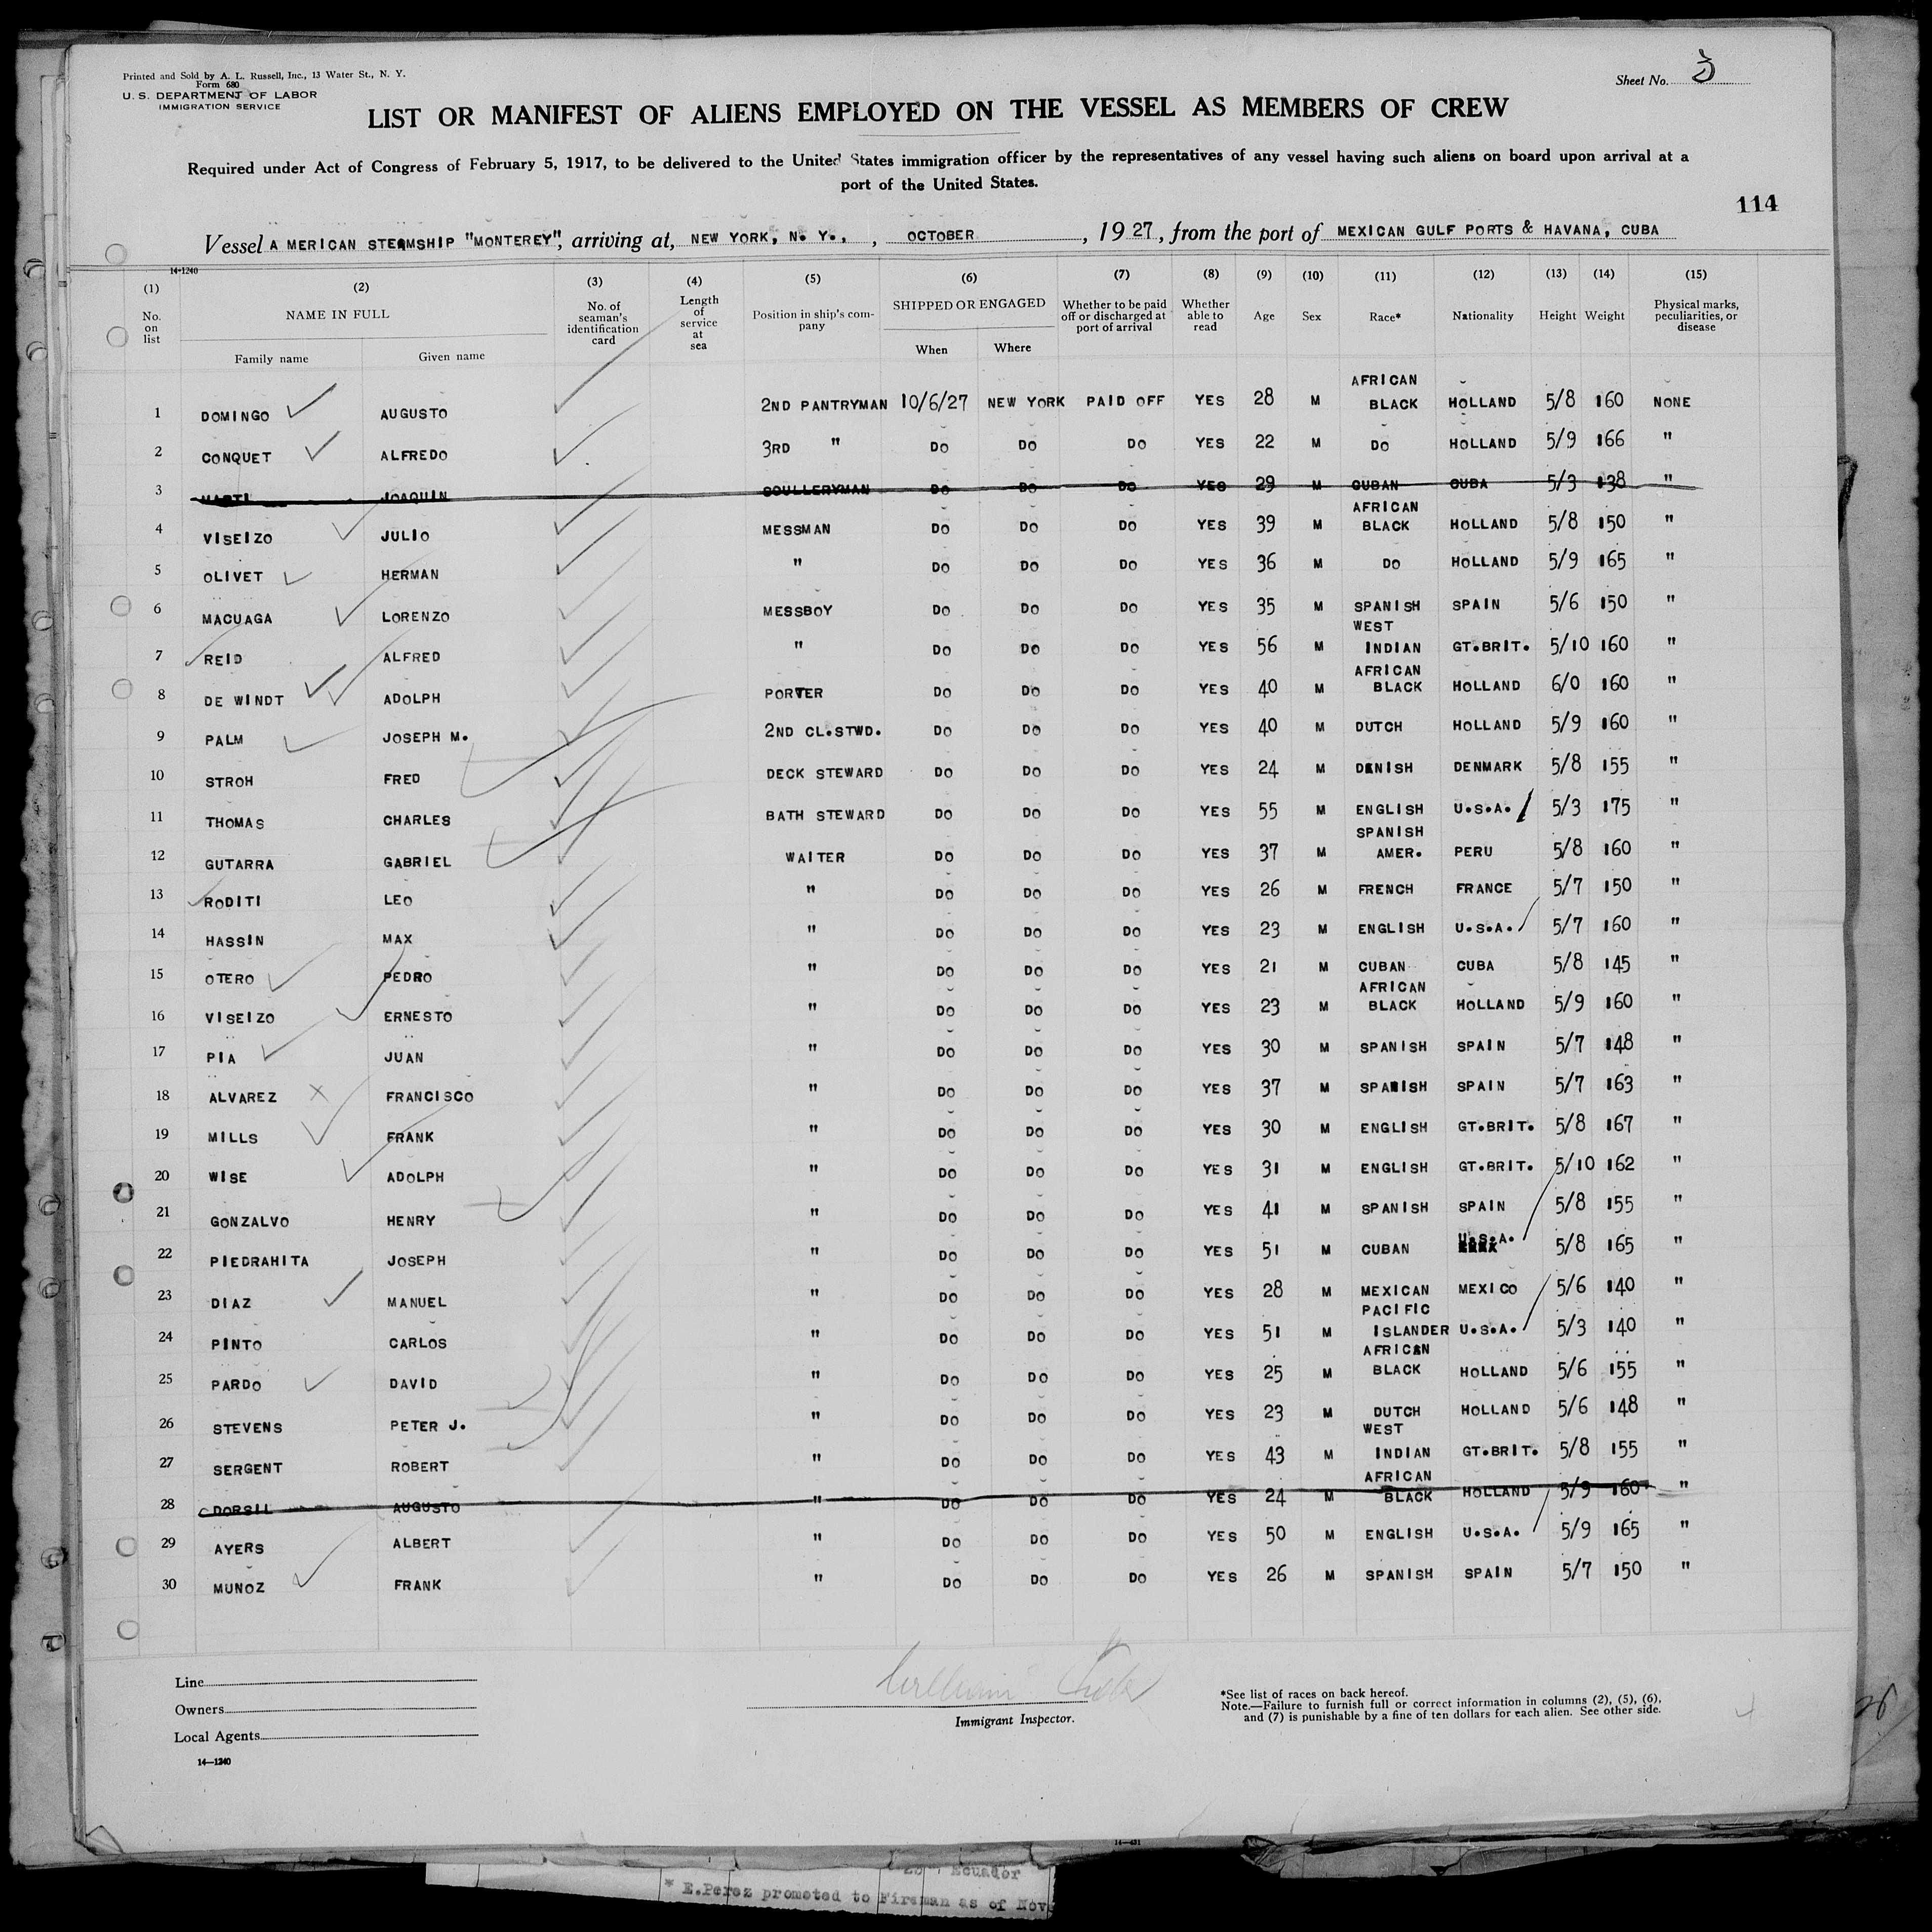 Printed and Sold by A. L. Russell, Inc., 13 Water St., N. Y.
Form 680
U. S. DEPARTMENT OF LABOR
IMMIGRATION SERVICE
Sheet No. 3
LIST OR MANIFEST OF ALIENS EMPLOYED ON THE VESSEL AS MEMBERS OF CREW
Required under Act of Congress of February 5, 1917, to be delivered to the United States immigration officer by the representatives of any vessel having such aliens on board upon arrival at a
port of the United States.
114
Vessel A MERICAN STEAMSHIP "MONTEREY", arriving at, NEW YORK, N. Y., , OCTOBER , 1927, from the port of MEXICAN GULF PORTS & HAVANA, CUBA
14-1240
(1) No. on list (2) NAME IN FULL Family name Given name (3) No. of seaman's identification card (4) Length of service at sea (5) Position in ship's company (6) SHIPPED OR ENGAGED When Where (7) Whether to be paid off or discharged at port of arrival (8) Whether able to read (9) Age (10) Sex (11) Race* (12) Nationality (13) Height (14) Weight (15) Physical marks, peculiarities, or disease
1 DOMINGO AUGUSTO 2ND PANTRYMAN 10/6/27 NEW YORK PAID OFF YES 28 M AFRICAN BLACK HOLLAND 5/8 160 NONE
2 CONQUET ALFREDO 3RD " DO DO DO YES 22 M DO HOLLAND 5/9 166 "
3 MARTI JOAQUIN SCULLERYMAN DO DO DO YES 29 M CUBAN CUBA 5/3 138 "
4 VISEIZO JULIO MESSMAN DO DO DO YES 39 M AFRICAN BLACK HOLLAND 5/8 150 "
5 OLIVET HERMAN " DO DO DO YES 36 M DO HOLLAND 5/9 165 "
6 MACUAGA LORENZO MESSBOY DO DO DO YES 35 M SPANISH SPAIN 5/6 150 "
7 REID ALFRED " DO DO DO YES 56 M WEST INDIAN GT.BRIT. 5/10 160 "
8 DE WINDT ADOLPH PORTER DO DO DO YES 40 M AFRICAN BLACK HOLLAND 6/0 160 "
9 PALM JOSEPH M. 2ND CL.STWD. DO DO DO YES 40 M DUTCH HOLLAND 5/9 160 "
10 STROH FRED DECK STEWARD DO DO DO YES 24 M DENISH DENMARK 5/8 155 "
11 THOMAS CHARLES BATH STEWARD DO DO DO YES 55 M ENGLISH U.S.A. 5/3 175 "
12 GUTARRA GABRIEL WAITER DO DO DO YES 37 M SPANISH AMER. PERU 5/8 160 "
13 RODITI LEO " DO DO DO YES 26 M FRENCH FRANCE 5/7 150 "
14 HASSIN MAX " DO DO DO YES 23 M ENGLISH U.S.A. 5/7 160 "
15 OTERO PEDRO " DO DO DO YES 21 M CUBAN CUBA 5/8 145 "
16 VISEIZO ERNESTO " DO DO DO YES 23 M AFRICAN BLACK HOLLAND 5/9 160 "
17 PIA JUAN " DO DO DO YES 30 M SPANISH SPAIN 5/7 148 "
18 ALVAREZ FRANCISCO " DO DO DO YES 37 M SPANISH SPAIN 5/7 163 "
19 MILLS FRANK " DO DO DO YES 30 M ENGLISH GT.BRIT. 5/8 167 "
20 WISE ADOLPH " DO DO DO YES 31 M ENGLISH GT.BRIT. 5/10 162 "
21 GONZALVO HENRY " DO DO DO YES 41 M SPANISH SPAIN 5/8 155 "
22 PIEDRAHITA JOSEPH " DO DO DO YES 51 M CUBAN U.S.A. 5/8 165 "
23 DIAZ MANUEL " DO DO DO YES 28 M MEXICAN MEXICO 5/6 140 "
24 PINTO CARLOS " DO DO DO YES 51 M PACIFIC ISLANDER U.S.A. 5/3 140 "
25 PARDO DAVID " DO DO DO YES 25 M AFRICAN BLACK HOLLAND 5/6 155 "
26 STEVENS PETER J. " DO DO DO YES 23 M DUTCH HOLLAND 5/6 148 "
27 SERGENT ROBERT " DO DO DO YES 43 M WEST INDIAN GT.BRIT. 5/8 155 "
28 DORSIL AUGUSTO " DO DO DO YES 24 M AFRICAN BLACK HOLLAND 5/9 160 "
29 AYERS ALBERT " DO DO DO YES 50 M ENGLISH U.S.A. 5/9 165 "
30 MUNOZ FRANK " DO DO DO YES 26 M SPANISH SPAIN 5/7 150 "
Line
Owners
Local Agents
14—1240
William
Immigrant Inspector.
*See list of races on back hereof.
Note.—Failure to furnish full or correct information in columns (2), (5), (6),
and (7) is punishable by a fine of ten dollars for each alien. See other side.
Ecuador
* E.Perez promoted to Fireman as of Nov